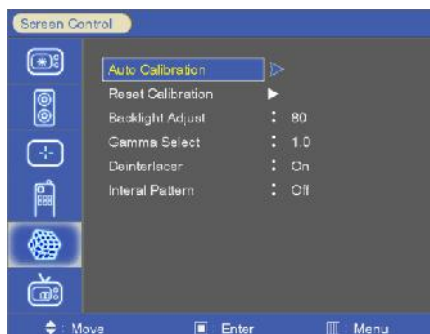 Screen Control
Auto Calibration
Reset Calibration
Backlight Adjust : 80
Gamma Select : 1.0
Deinterlacer : On
Interal Pattern : Off
: Move : Enter : Menu